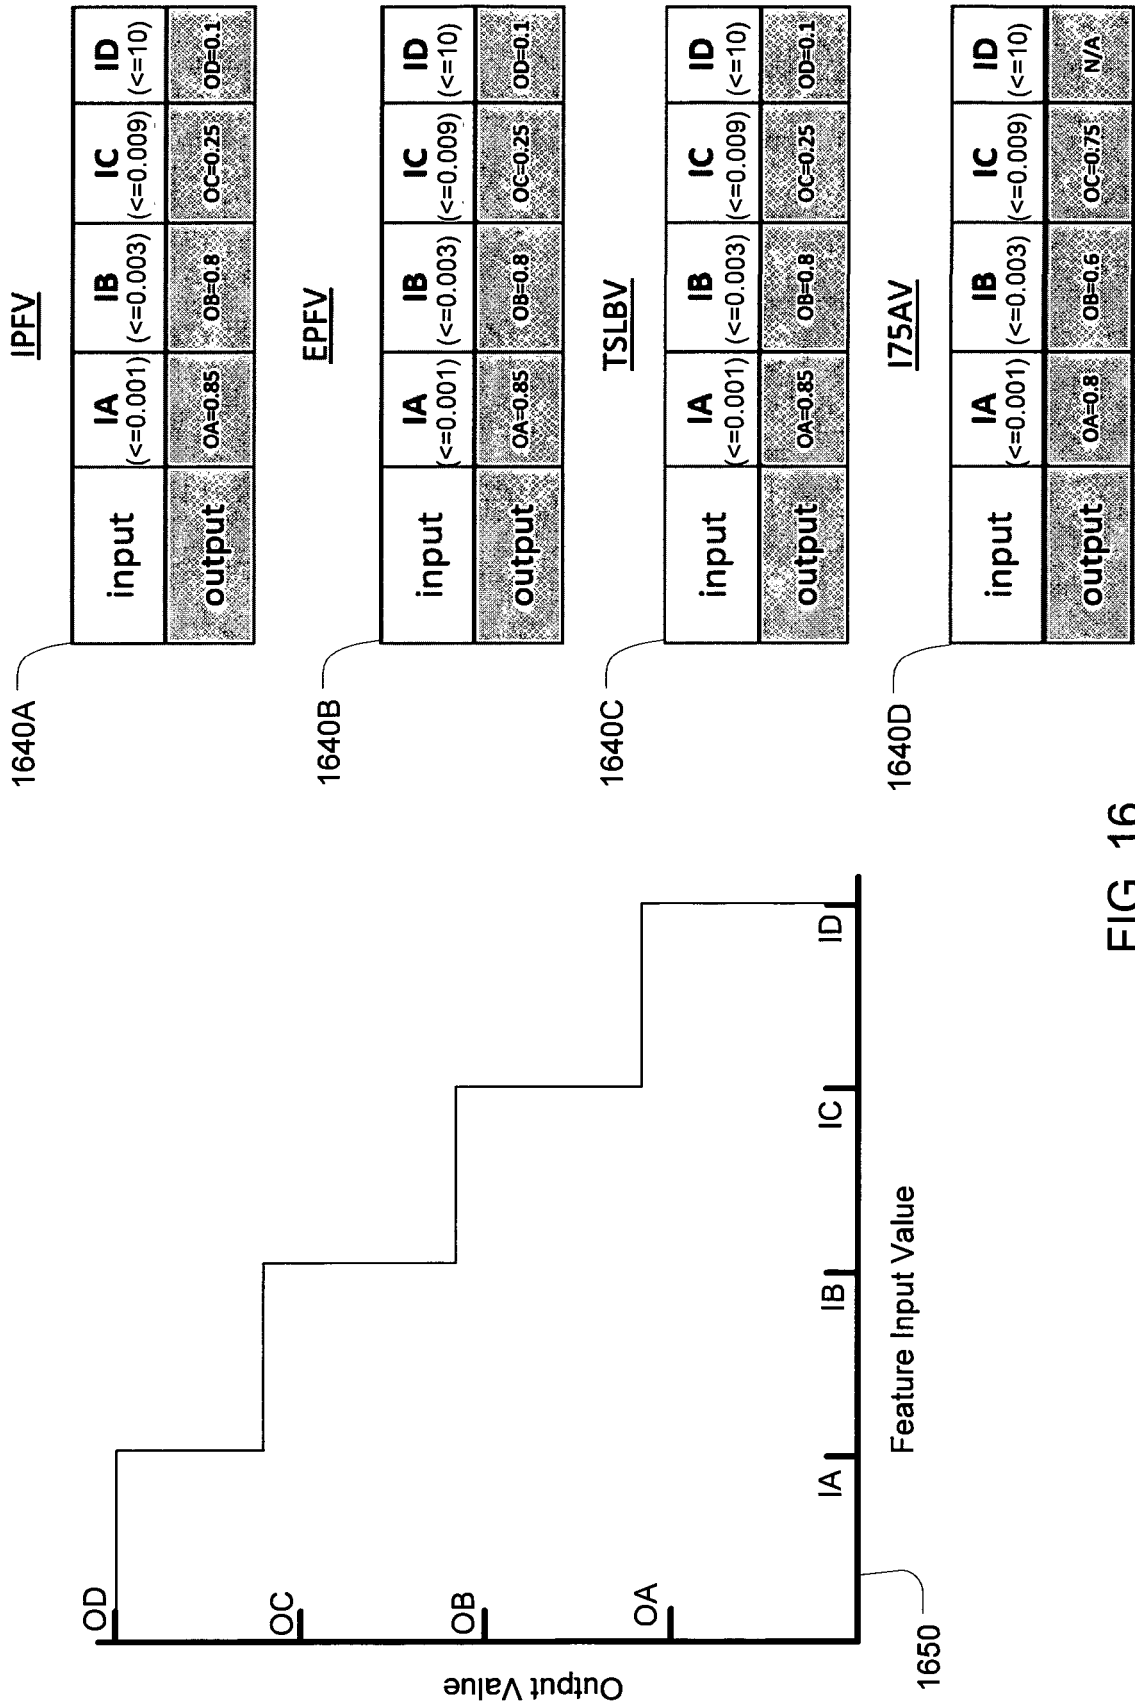 OD
OC
OB
OA
Output Value
IA
IB
IC
ID
Feature Input Value
1650
1640A
IPFV
input IA (<=0.001) IB (<=0.003) IC (<=0.009) ID (<=10)
output OA=0.85 OB=0.8 OC=0.25 OD=0.1
1640B
EPFV
input IA (<=0.001) IB (<=0.003) IC (<=0.009) ID (<=10)
output OA=0.85 OB=0.8 OC=0.25 OD=0.1
1640C
TSLBV
input IA (<=0.001) IB (<=0.003) IC (<=0.009) ID (<=10)
output OA=0.85 OB=0.8 OC=0.25 OD=0.1
1640D
I75AV
input IA (<=0.001) IB (<=0.003) IC (<=0.009) ID (<=10)
output OA=0.8 OB=0.6 OC=0.75 N/A
FIG. 16